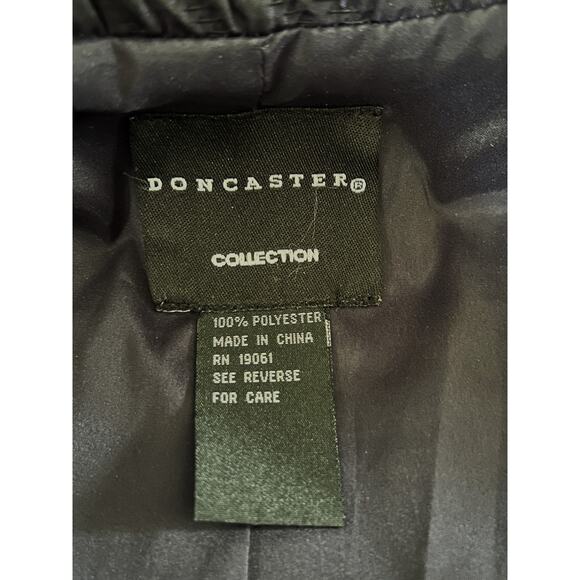 DONCASTER®
COLLECTION
100% POLYESTER
MADE IN CHINA
RN 19061
SEE REVERSE
FOR CARE